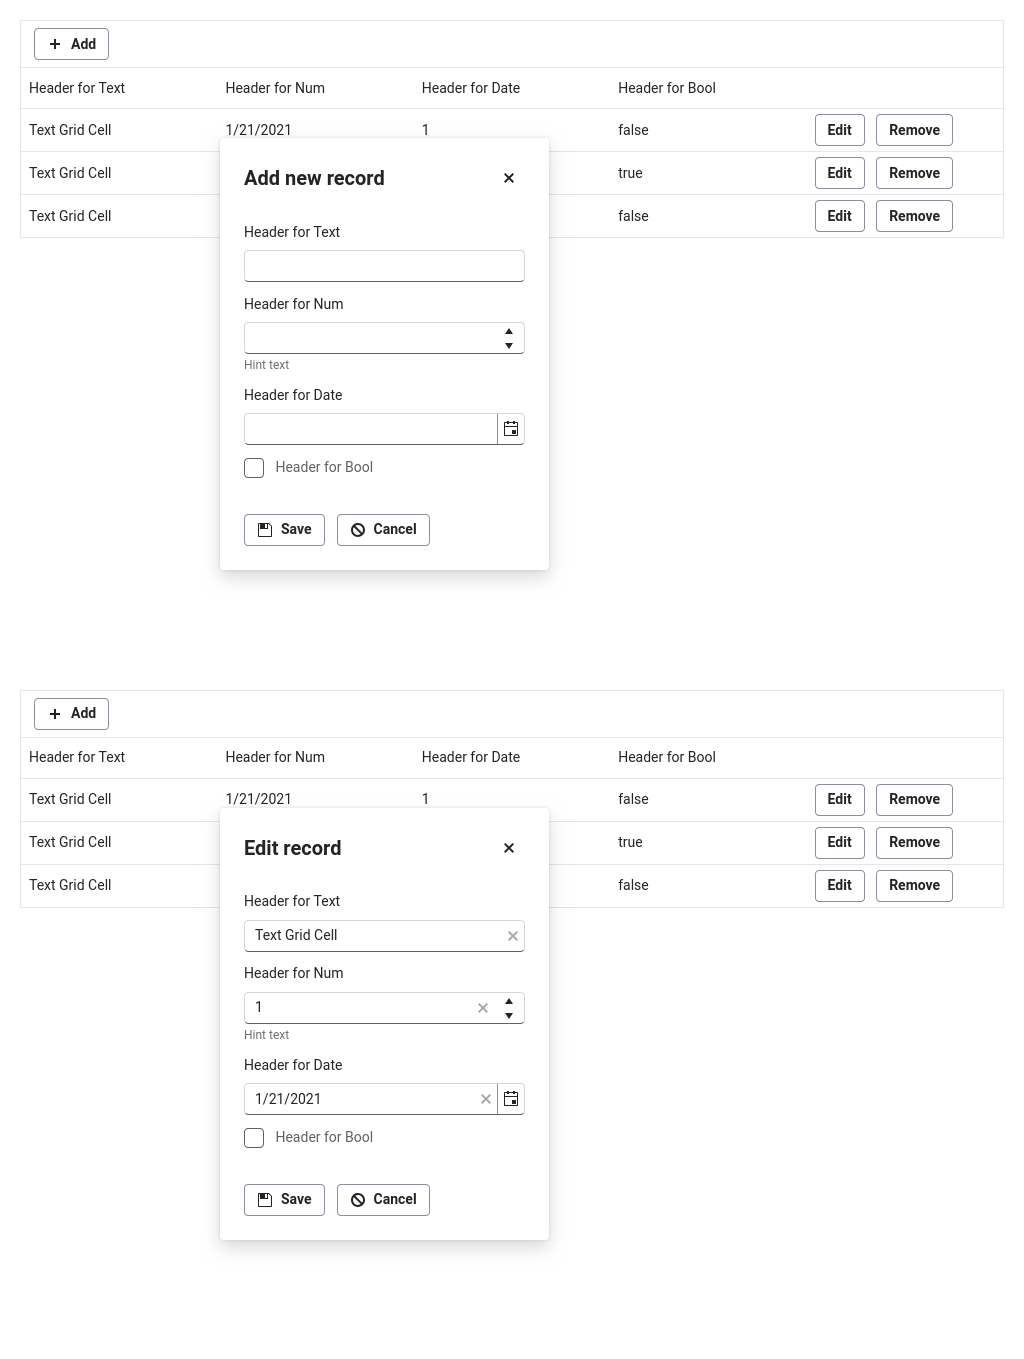 Add
Header for Text Header for Num Header for Date Header for Bool
Text Grid Cell 1/21/2021 1 false Edit Remove
Text Grid Cell true Edit Remove
Text Grid Cell false Edit Remove
Add new record
Header for Text
Header for Num
Hint text
Header for Date
Header for Bool
Save Cancel
Add
Header for Text Header for Num Header for Date Header for Bool
Text Grid Cell 1/21/2021 1 false Edit Remove
Text Grid Cell true Edit Remove
Text Grid Cell false Edit Remove
Edit record
Header for Text
Text Grid Cell
Header for Num
1
Hint text
Header for Date
1/21/2021
Header for Bool
Save Cancel